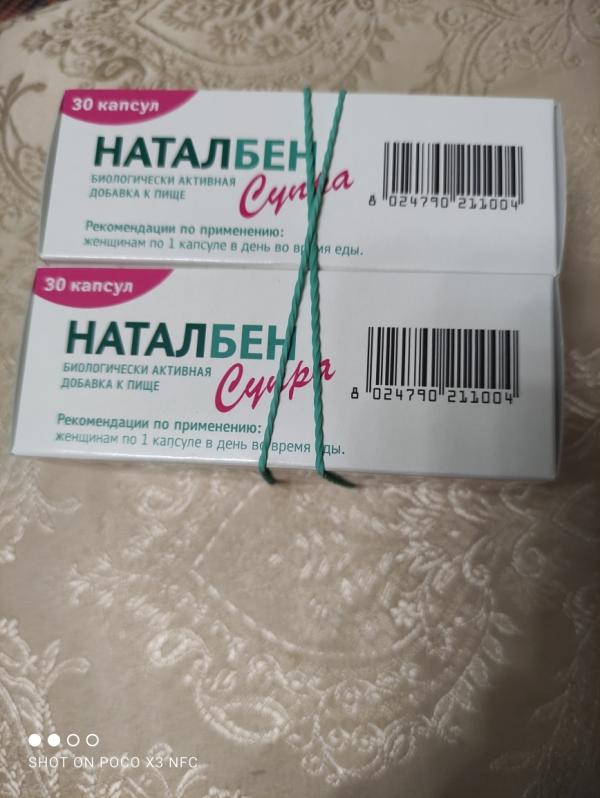 30 капсул
НАТАЛБЕН
БИОЛОГИЧЕСКИ АКТИВНАЯ
ДОБАВКА К ПИЩЕ
Супра
8 024790 211004
Рекомендации по применению:
женщинам по 1 капсуле в день во время еды.
30 капсул
НАТАЛБЕН
БИОЛОГИЧЕСКИ АКТИВНАЯ
ДОБАВКА К ПИЩЕ
Супра
8 024790 211004
Рекомендации по применению:
женщинам по 1 капсуле в день во время еды.
SHOT ON POCO X3 NFC